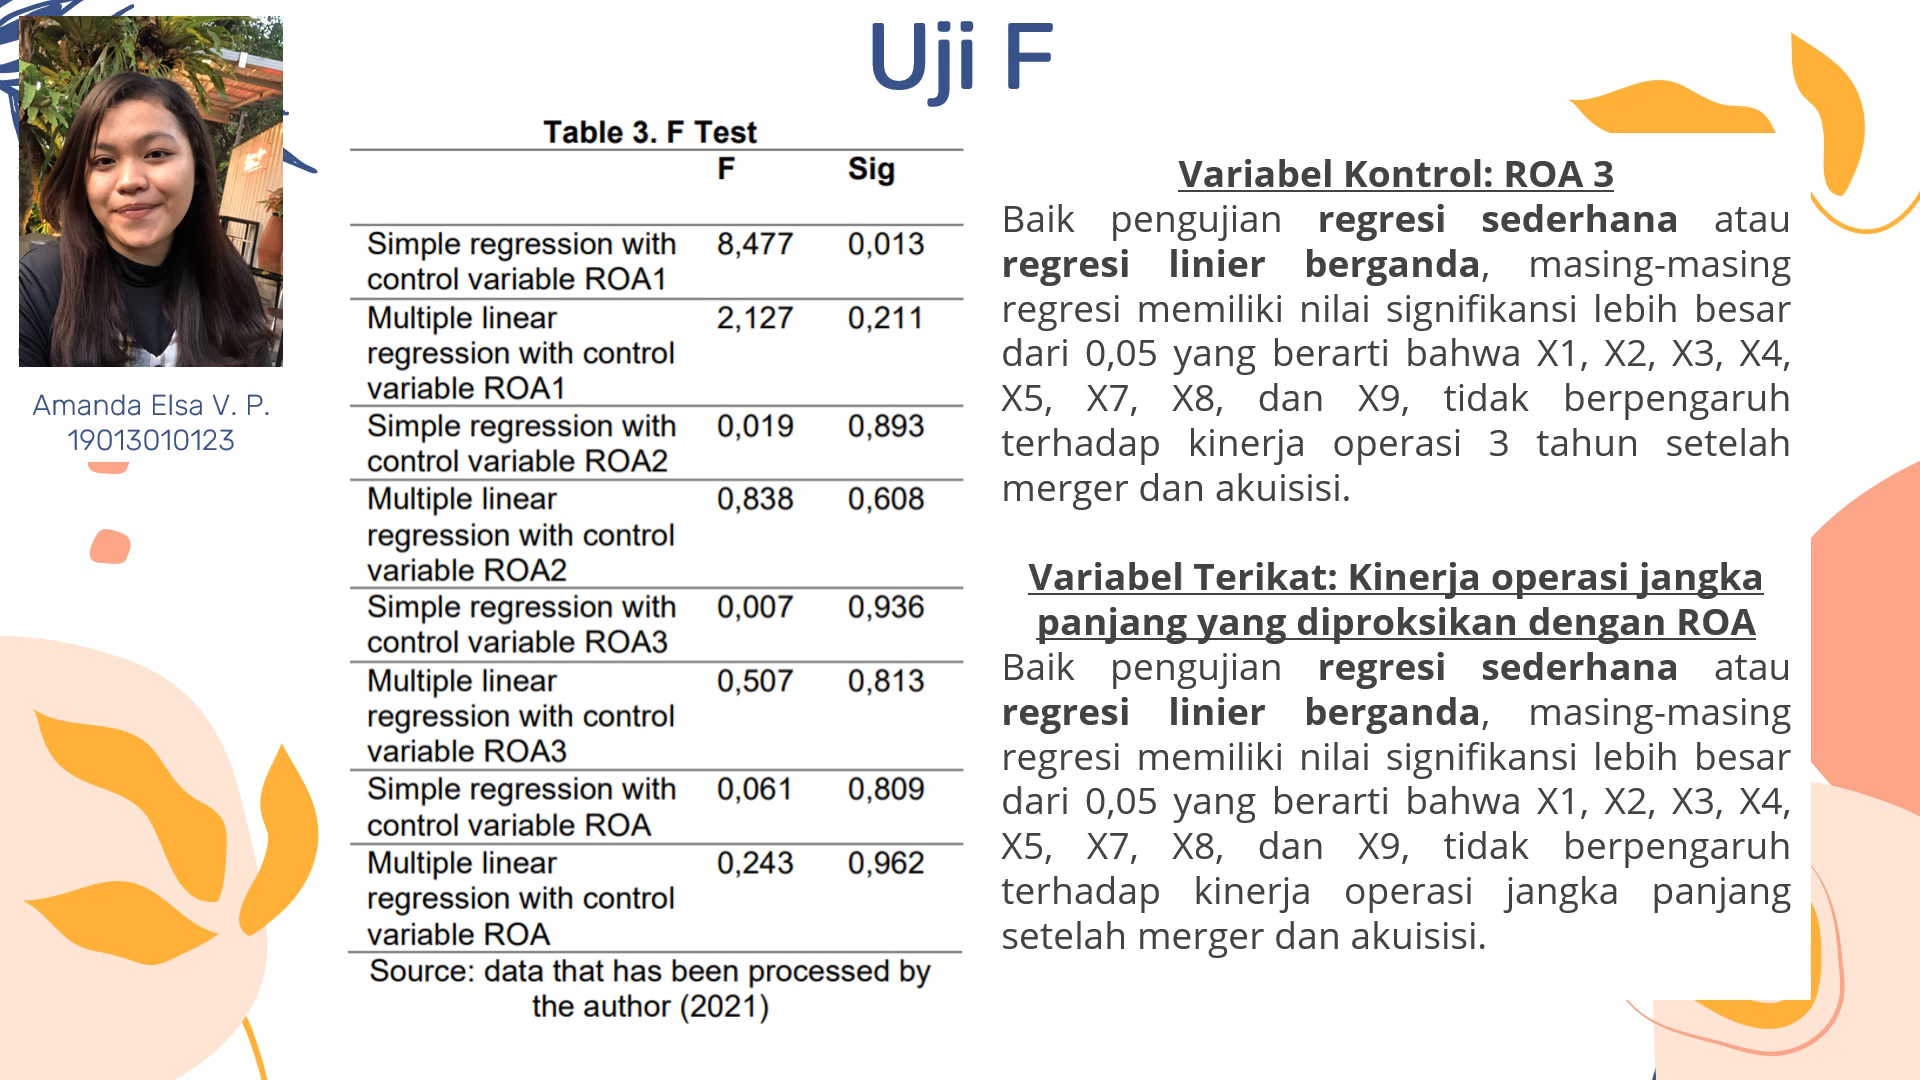 Uji F
Amanda Elsa V. P.
19013010123
Table 3. F Test
F Sig
Simple regression with 8,477 0,013
control variable ROA1
Multiple linear 2,127 0,211
regression with control
variable ROA1
Simple regression with 0,019 0,893
control variable ROA2
Multiple linear 0,838 0,608
regression with control
variable ROA2
Simple regression with 0,007 0,936
control variable ROA3
Multiple linear 0,507 0,813
regression with control
variable ROA3
Simple regression with 0,061 0,809
control variable ROA
Multiple linear 0,243 0,962
regression with control
variable ROA
Source: data that has been processed by
the author (2021)
Variabel Kontrol: ROA 3
Baik pengujian regresi sederhana atau
regresi linier berganda, masing-masing
regresi memiliki nilai signifikansi lebih besar
dari 0,05 yang berarti bahwa X1, X2, X3, X4,
X5, X7, X8, dan X9, tidak berpengaruh
terhadap kinerja operasi 3 tahun setelah
merger dan akuisisi.
Variabel Terikat: Kinerja operasi jangka
panjang yang diproksikan dengan ROA
Baik pengujian regresi sederhana atau
regresi linier berganda, masing-masing
regresi memiliki nilai signifikansi lebih besar
dari 0,05 yang berarti bahwa X1, X2, X3, X4,
X5, X7, X8, dan X9, tidak berpengaruh
terhadap kinerja operasi jangka panjang
setelah merger dan akuisisi.